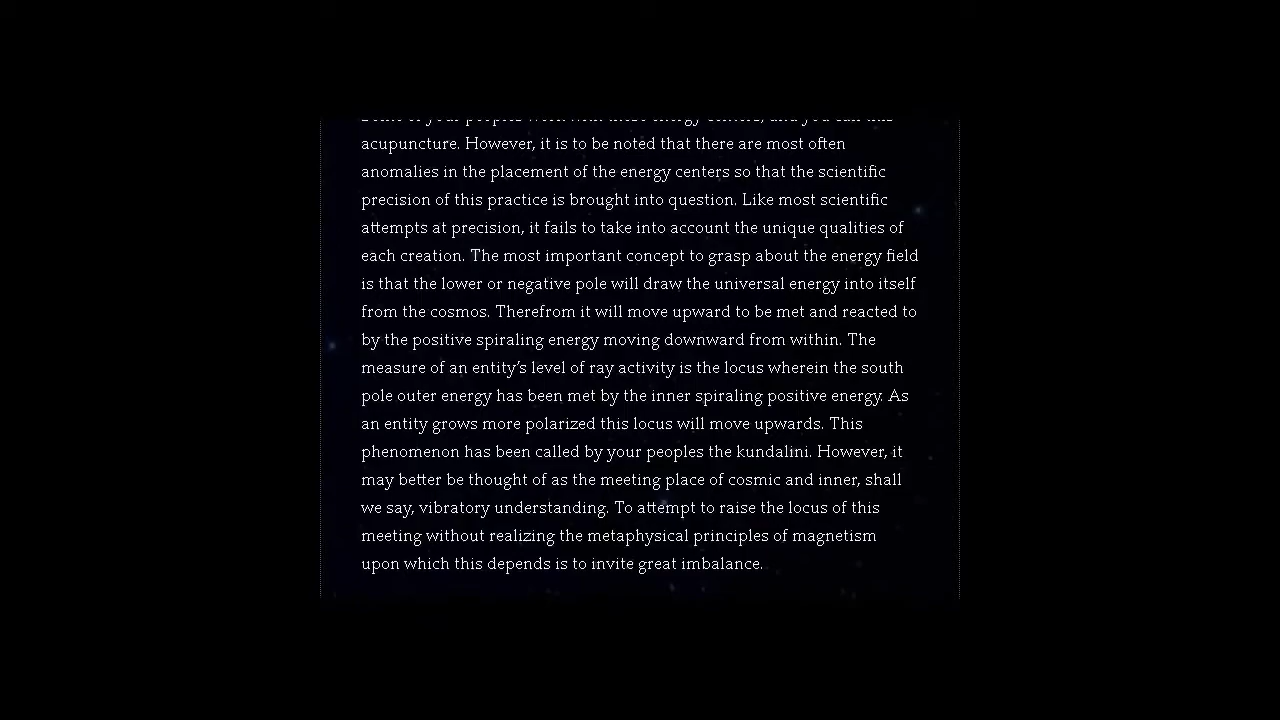 acupuncture. However, it is to be noted that there are most often
anomalies in the placement of the energy centers so that the scientific
precision of this practice is brought into question. Like most scientific
attempts at precision, it fails to take into account the unique qualities of
each creation. The most important concept to grasp about the energy field
is that the lower or negative pole will draw the universal energy into itself
from the cosmos. Therefrom it will move upward to be met and reacted to
by the positive spiraling energy moving downward from within. The
measure of an entity’s level of ray activity is the locus wherein the south
pole outer energy has been met by the inner spiraling positive energy. As
an entity grows more polarized this locus will move upwards. This
phenomenon has been called by your peoples the kundalini. However, it
may better be thought of as the meeting place of cosmic and inner, shall
we say, vibratory understanding. To attempt to raise the locus of this
meeting without realizing the metaphysical principles of magnetism
upon which this depends is to invite great imbalance.